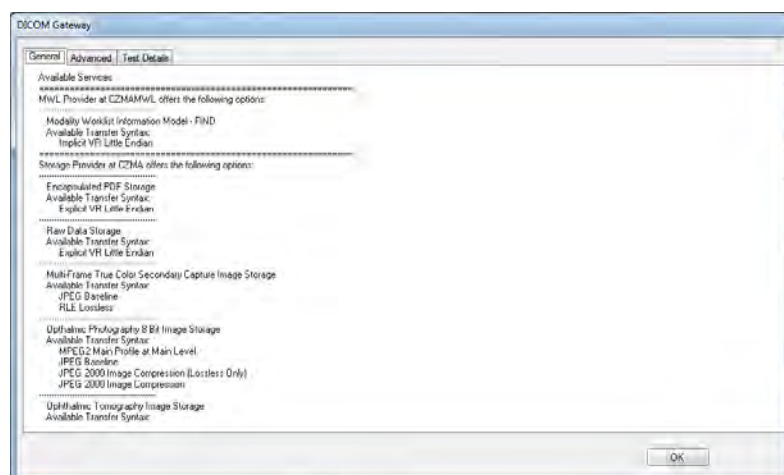 DICOM Gateway
General Advanced Test Details
Available Services
==================================================
MWL Provider at CZMAMWL offers the following options:
--------------------------------
Modality Worklist Information Model - FIND
Available Transfer Syntax:
Implicit VR Little Endian
==================================================
Storage Provider at CZMA offers the following options:
--------------------------------
Encapsulated PDF Storage
Available Transfer Syntax:
Explicit VR Little Endian
--------------------------------
Raw Data Storage
Available Transfer Syntax:
Explicit VR Little Endian
--------------------------------
Multi-Frame True Color Secondary Capture Image Storage
Available Transfer Syntax:
JPEG Baseline
RLE Lossless
--------------------------------
Opthalmic Photography 8 Bit Image Storage
Available Transfer Syntax:
MPEG2 Main Profile at Main Level
JPEG Baseline
JPEG 2000 Image Compression (Lossless Only)
JPEG 2000 Image Compression
--------------------------------
Ophthalmic Tomography Image Storage
Available Transfer Syntax:
OK